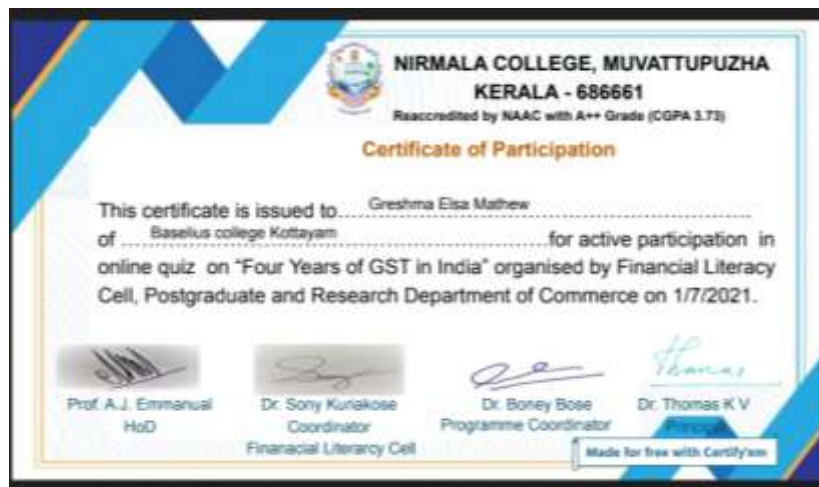 NIRMALA COLLEGE, MUVATTUPUZHA
KERALA - 686661
Reaccredited by NAAC with A++ Grade (CGPA 3.73)
Certificate of Participation
This certificate is issued to.....Greshma Elsa Mathew
of .....Baselius college Kottayam.....for active participation in
online quiz on "Four Years of GST in India" organised by Financial Literacy
Cell, Postgraduate and Research Department of Commerce on 1/7/2021.
Thomas
Prof. A.J. Emmanual Dr. Sony Kuriakose Dr. Boney Bose Dr. Thomas K V
HoD Coordinator Programme Coordinator Principal
Finanacial Literarcy Cell
Made for free with Certify'em